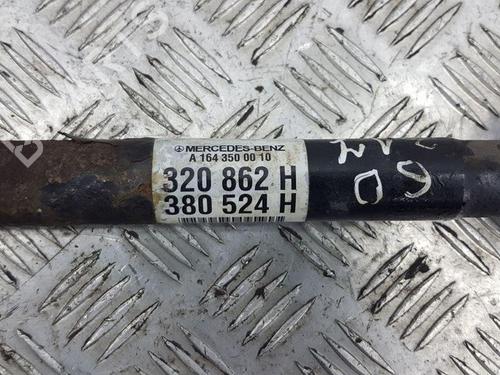 MERCEDES-BENZ
A 164 350 00 10
320 862 H
380 524 H